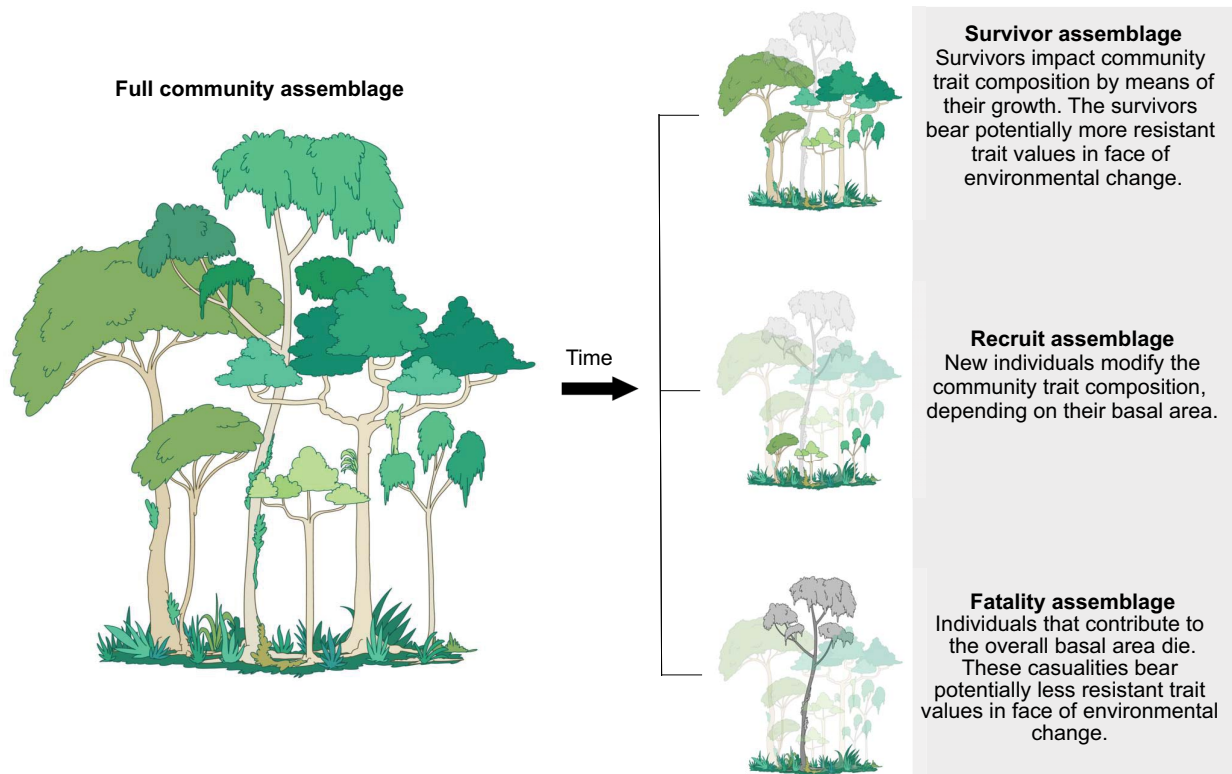 Full community assemblage
Time
Survivor assemblage
Survivors impact community
trait composition by means of
their growth. The survivors
bear potentially more resistant
trait values in face of
environmental change.
Recruit assemblage
New individuals modify the
community trait composition,
depending on their basal area.
Fatality assemblage
Individuals that contribute to
the overall basal area die.
These casualities bear
potentially less resistant trait
values in face of environmental
change.